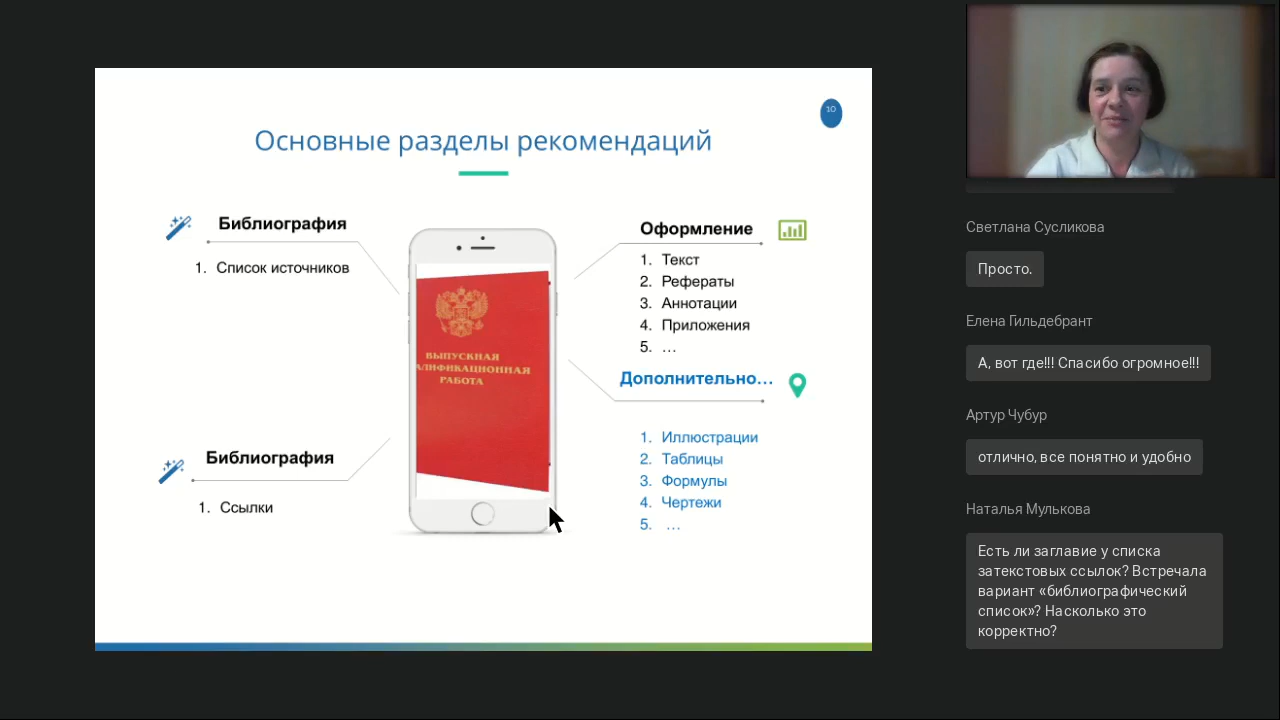 10
Основные разделы рекомендаций
Библиография
1. Список источников
Библиография
1. Ссылки
ВЫПУСКНАЯ
АЛИФИКАЦИОННАЯ
РАБОТА
Оформление
1. Текст
2. Рефераты
3. Аннотации
4. Приложения
5. …
Дополнительно…
1. Иллюстрации
2. Таблицы
3. Формулы
4. Чертежи
5. …
Светлана Сусликова
Просто.
Елена Гильдебрант
А, вот где!!! Спасибо огромное!!!
Артур Чубур
отлично, все понятно и удобно
Наталья Мулькова
Есть ли заглавие у списка
затекстовых ссылок? Встречала
вариант «библиографический
список»? Насколько это
корректно?